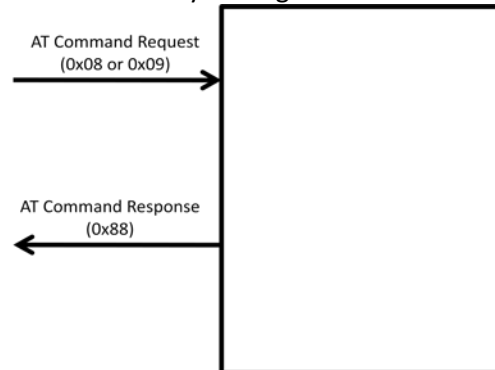 AT Command Request
(0x08 or 0x09)
AT Command Response
(0x88)